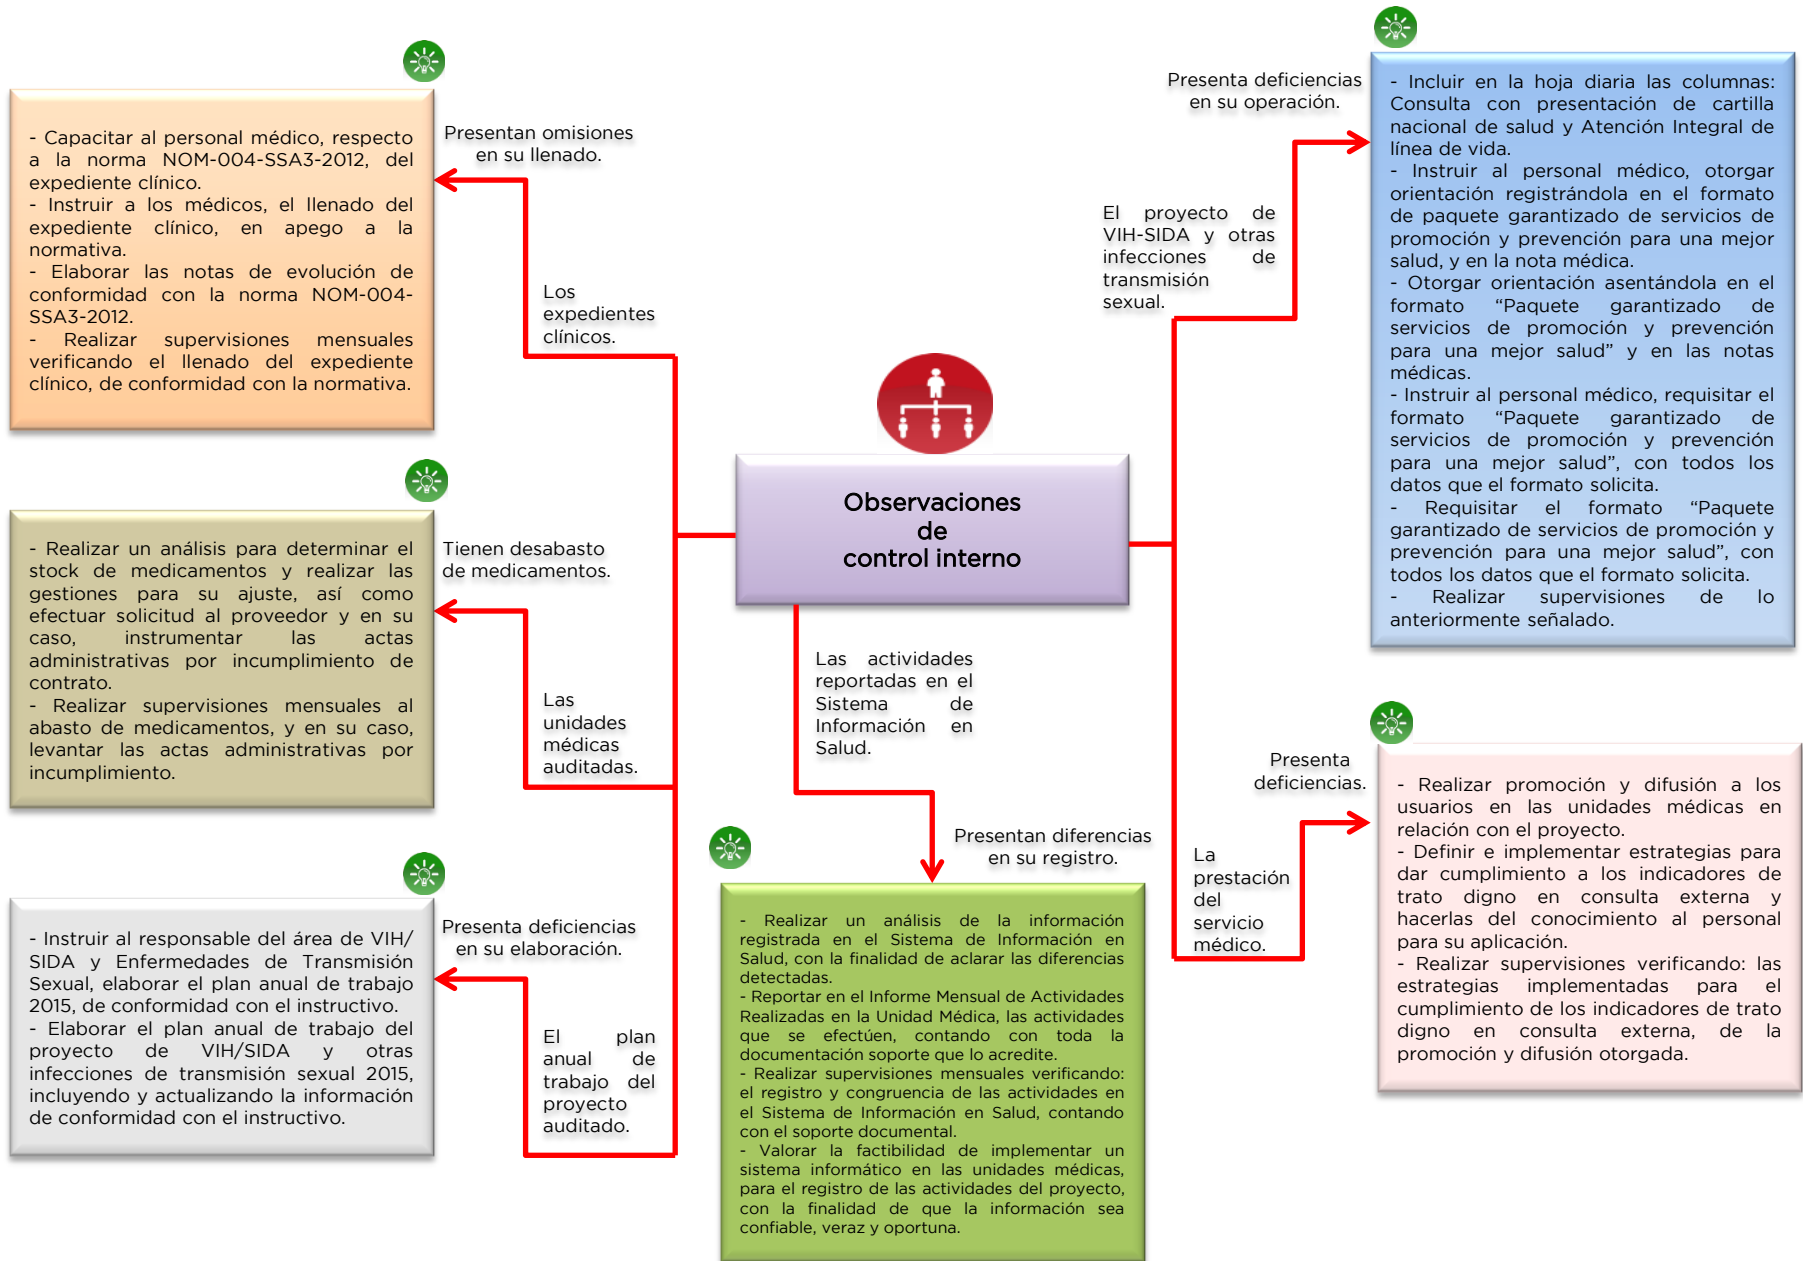 Presentan omisiones
en su llenado.
- Capacitar al personal médico, respecto
a la norma NOM-004-SSA3-2012, del
expediente clínico.
- Instruir a los médicos, el llenado del
expediente clínico, en apego a la
normativa.
- Elaborar las notas de evolución de
conformidad con la norma NOM-004-
SSA3-2012.
- Realizar supervisiones mensuales
verificando el llenado del expediente
clínico, de conformidad con la normativa.
Los
expedientes
clínicos.
Tienen desabasto
de medicamentos.
- Realizar un análisis para determinar el
stock de medicamentos y realizar las
gestiones para su ajuste, así como
efectuar solicitud al proveedor y en su
caso, instrumentar las actas
administrativas por incumplimiento de
contrato.
- Realizar supervisiones mensuales al
abasto de medicamentos, y en su caso,
levantar las actas administrativas por
incumplimiento.
Las
unidades
médicas
auditadas.
Presenta deficiencias
en su elaboración.
- Instruir al responsable del área de VIH/
SIDA y Enfermedades de Transmisión
Sexual, elaborar el plan anual de trabajo
2015, de conformidad con el instructivo.
- Elaborar el plan anual de trabajo del
proyecto de VIH/SIDA y otras
infecciones de transmisión sexual 2015,
incluyendo y actualizando la información
de conformidad con el instructivo.
El plan
anual de
trabajo del
proyecto
auditado.
Observaciones
de
control interno
Las actividades
reportadas en el
Sistema de
Información en
Salud.
Presentan diferencias
en su registro.
- Realizar un análisis de la información
registrada en el Sistema de Información en
Salud, con la finalidad de aclarar las diferencias
detectadas.
- Reportar en el Informe Mensual de Actividades
Realizadas en la Unidad Médica, las actividades
que se efectúen, contando con toda la
documentación soporte que lo acredite.
- Realizar supervisiones mensuales verificando:
el registro y congruencia de las actividades en
el Sistema de Información en Salud, contando
con el soporte documental.
- Valorar la factibilidad de implementar un
sistema informático en las unidades médicas,
para el registro de las actividades del proyecto,
con la finalidad de que la información sea
confiable, veraz y oportuna.
Presenta deficiencias
en su operación.
El proyecto de
VIH-SIDA y otras
infecciones de
transmisión
sexual.
- Incluir en la hoja diaria las columnas:
Consulta con presentación de cartilla
nacional de salud y Atención Integral de
línea de vida.
- Instruir al personal médico, otorgar
orientación registrándola en el formato
de paquete garantizado de servicios de
promoción y prevención para una mejor
salud, y en la nota médica.
- Otorgar orientación asentándola en el
formato “Paquete garantizado de
servicios de promoción y prevención
para una mejor salud” y en las notas
médicas.
- Instruir al personal médico, requisitar el
formato “Paquete garantizado de
servicios de promoción y prevención
para una mejor salud”, con todos los
datos que el formato solicita.
- Requisitar el formato “Paquete
garantizado de servicios de promoción y
prevención para una mejor salud”, con
todos los datos que el formato solicita.
- Realizar supervisiones de lo
anteriormente señalado.
Presenta
deficiencias.
La
prestación
del
servicio
médico.
- Realizar promoción y difusión a los
usuarios en las unidades médicas en
relación con el proyecto.
- Definir e implementar estrategias para
dar cumplimiento a los indicadores de
trato digno en consulta externa y
hacerlas del conocimiento al personal
para su aplicación.
- Realizar supervisiones verificando: las
estrategias implementadas para el
cumplimiento de los indicadores de trato
digno en consulta externa, de la
promoción y difusión otorgada.